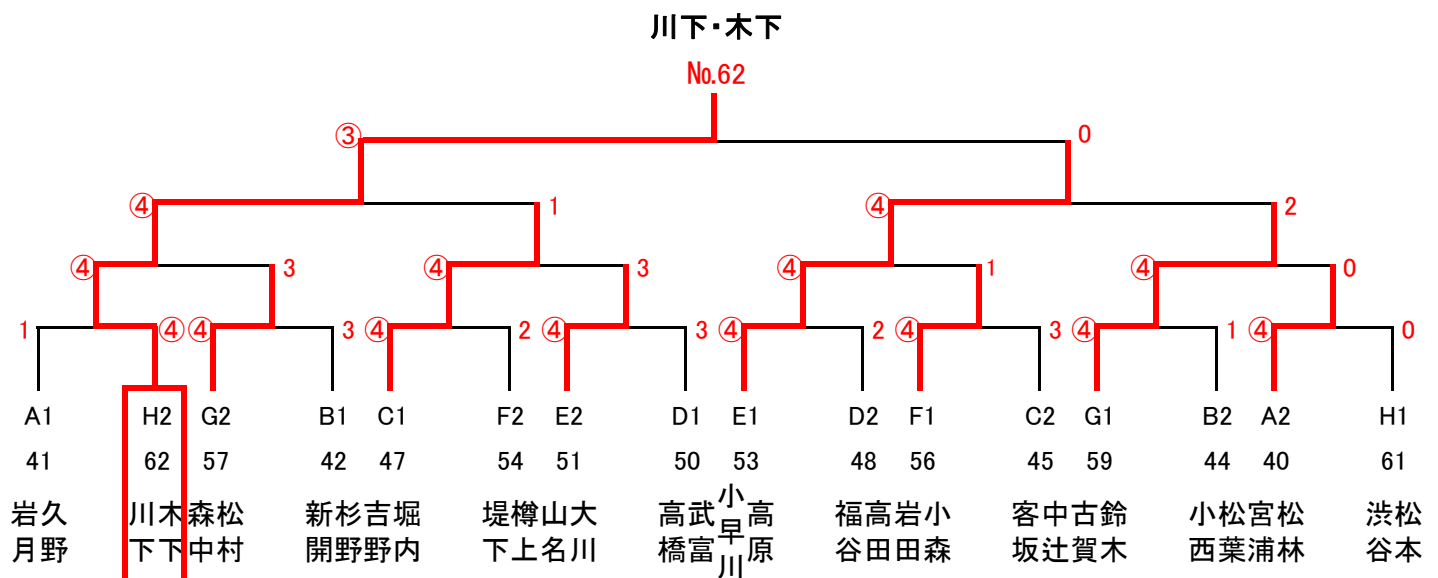 川下・木下
No.62
③ 0
④ 1 ④ 2
④ 3 ④ 3 ④ 1 ④ 0
1 ④ ④ 3 ④ 2 ④ 3 ④ 2 ④ 3 ④ 1 ④ 0
A1 H2 G2 B1 C1 F2 E2 D1 E1 D2 F1 C2 G1 B2 A2 H1
41 62 57 42 47 54 51 50 53 48 56 45 59 44 40 61
岩月 久野 川下 木下 森中 松村 新開 杉野 吉野 堀内 堤下 樽上 山名 大川 高橋 武富 小早川 高原 福谷 高田 岩田 小森 客坂 中辻 古賀 鈴木 小西 松葉 宮浦 松林 渋谷 松本